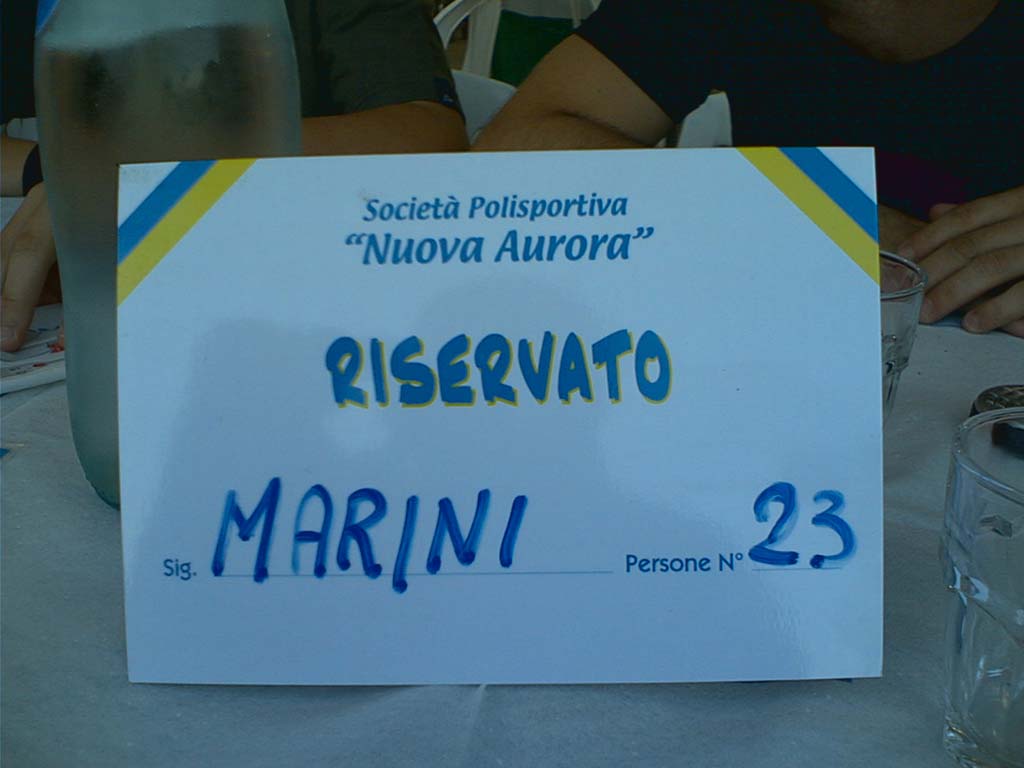 Società Polisportiva
“Nuova Aurora”
RISERVATO
Sig. MARINI Persone N° 23